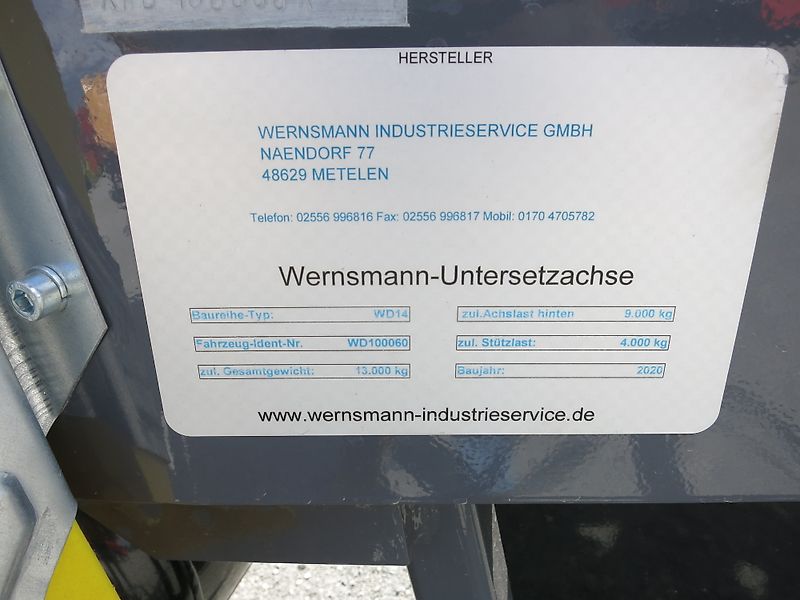 HERSTELLER
WERNSMANN INDUSTRIESERVICE GMBH
NAENDORF 77
48629 METELEN
Telefon: 02556 996816 Fax: 02556 996817 Mobil: 0170 4705782
Wernsmann-Untersetzachse
Baureihe-Typ: WD14 zul.Achslast hinten 9.000 kg
Fahrzeug-Ident-Nr. WD100060 zul. Stützlast: 4.000 kg
zul. Gesamtgewicht: 13.000 kg Baujahr: 2020
www.wernsmann-industrieservice.de